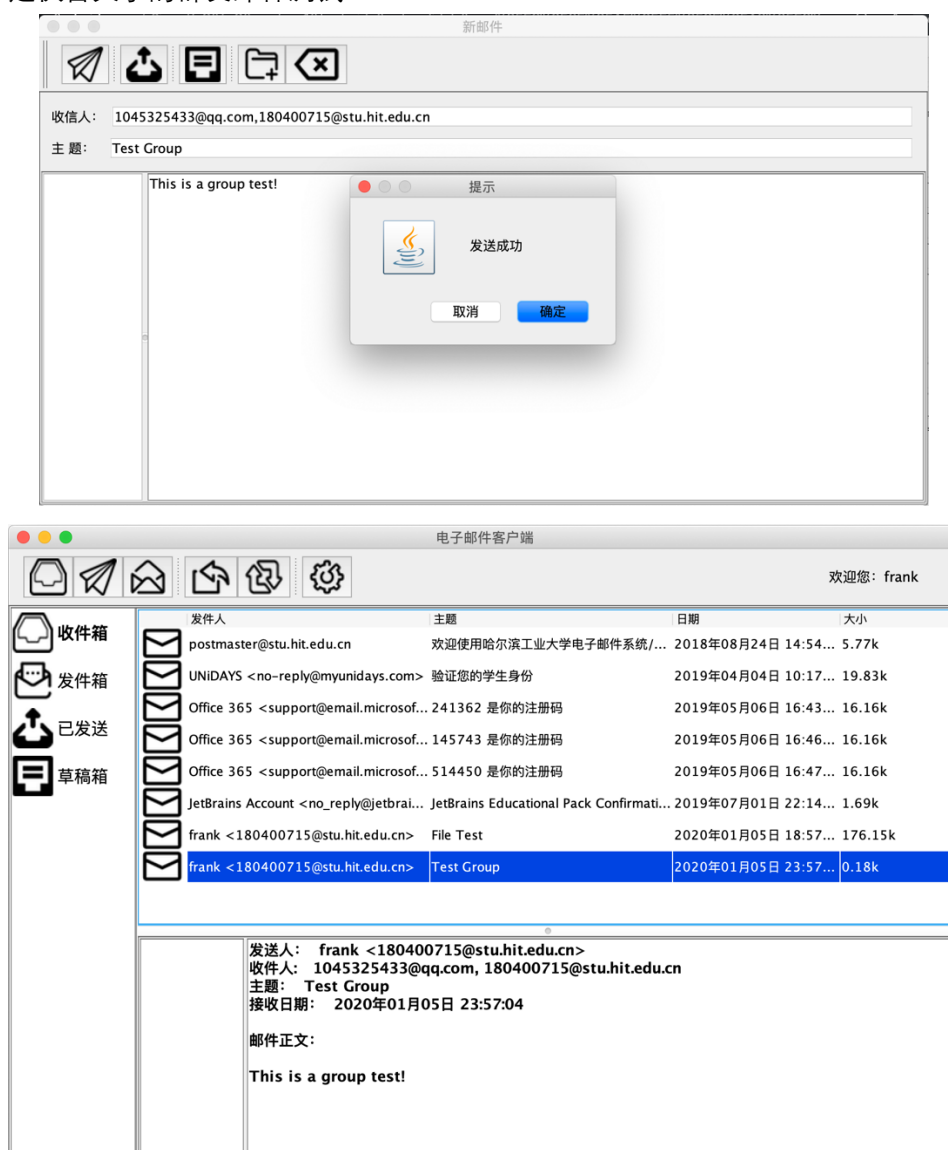 新邮件
收信人： 1045325433@qq.com,180400715@stu.hit.edu.cn
主 题： Test Group
This is a group test!
提示
发送成功
取消 确定
电子邮件客户端
欢迎您：frank
收件箱
发件箱
已发送
草稿箱
发件人 主题 日期 大小
postmaster@stu.hit.edu.cn 欢迎使用哈尔滨工业大学电子邮件系统/... 2018年08月24日 14:54... 5.77k
UNiDAYS <no-reply@myunidays.com> 验证您的学生身份 2019年04月04日 10:17... 19.83k
Office 365 <support@email.microsof... 241362 是你的注册码 2019年05月06日 16:43... 16.16k
Office 365 <support@email.microsof... 145743 是你的注册码 2019年05月06日 16:46... 16.16k
Office 365 <support@email.microsof... 514450 是你的注册码 2019年05月06日 16:47... 16.16k
JetBrains Account <no_reply@jetbrai... JetBrains Educational Pack Confirmati... 2019年07月01日 22:14... 1.69k
frank <180400715@stu.hit.edu.cn> File Test 2020年01月05日 18:57... 176.15k
frank <180400715@stu.hit.edu.cn> Test Group 2020年01月05日 23:57... 0.18k
发送人： frank <180400715@stu.hit.edu.cn>
收件人: 1045325433@qq.com, 180400715@stu.hit.edu.cn
主题： Test Group
接收日期： 2020年01月05日 23:57:04
邮件正文：
This is a group test!